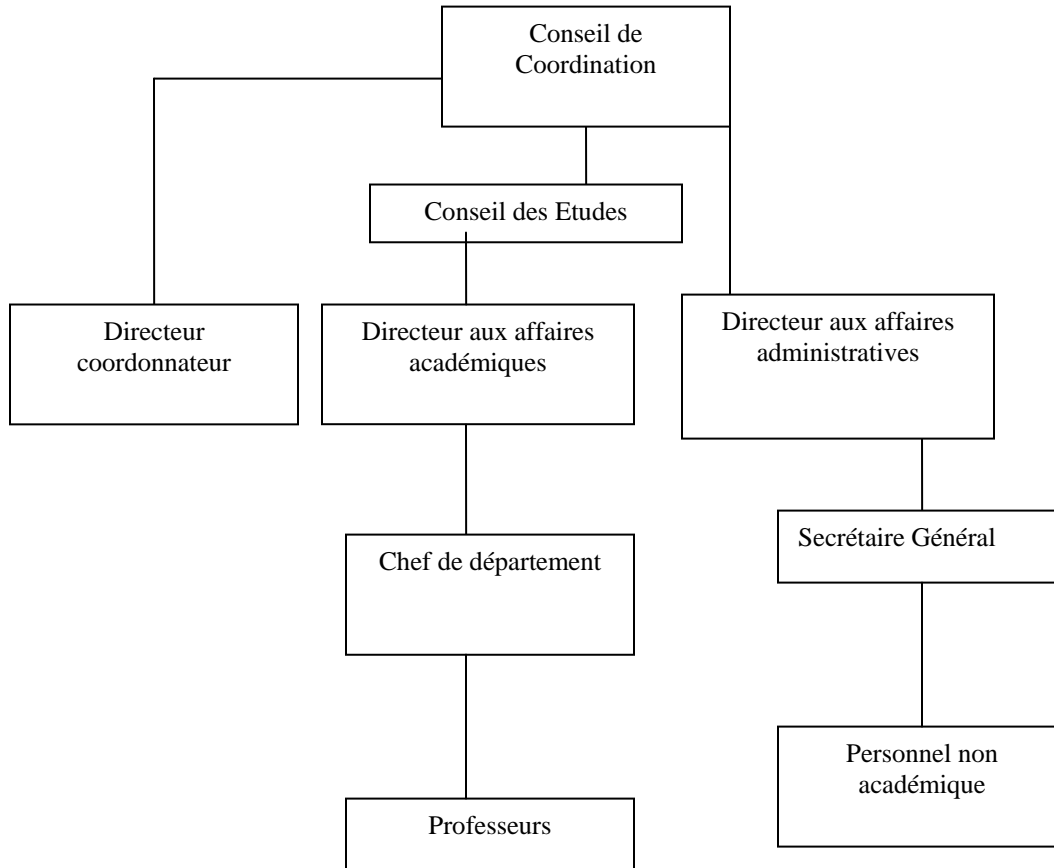 Conseil de
Coordination
Conseil des Etudes
Directeur
coordonnateur
Directeur aux affaires
académiques
Directeur aux affaires
administratives
Chef de département
Secrétaire Général
Professeurs
Personnel non
académique